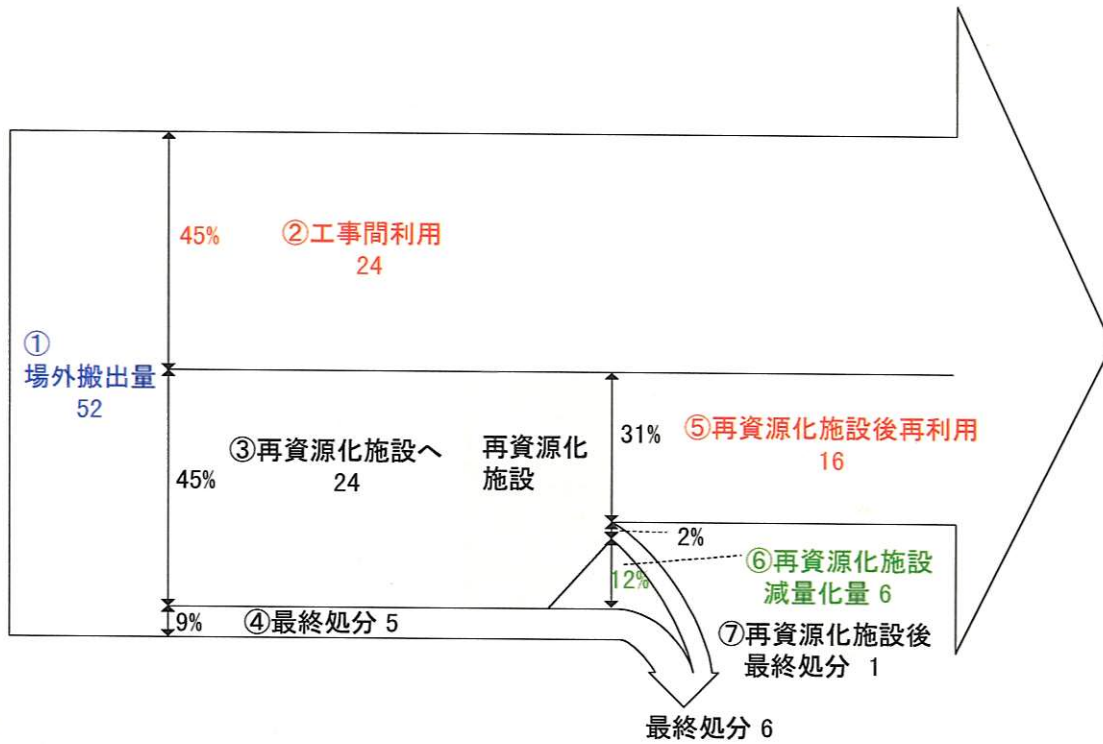 45%
②工事間利用
24
①
場外搬出量
52
45%
③再資源化施設へ
24
再資源化
施設
31%
⑤再資源化施設後再利用
16
2%
12%
⑥再資源化施設
減量化量 6
9%
④最終処分 5
⑦再資源化施設後
最終処分 1
最終処分 6